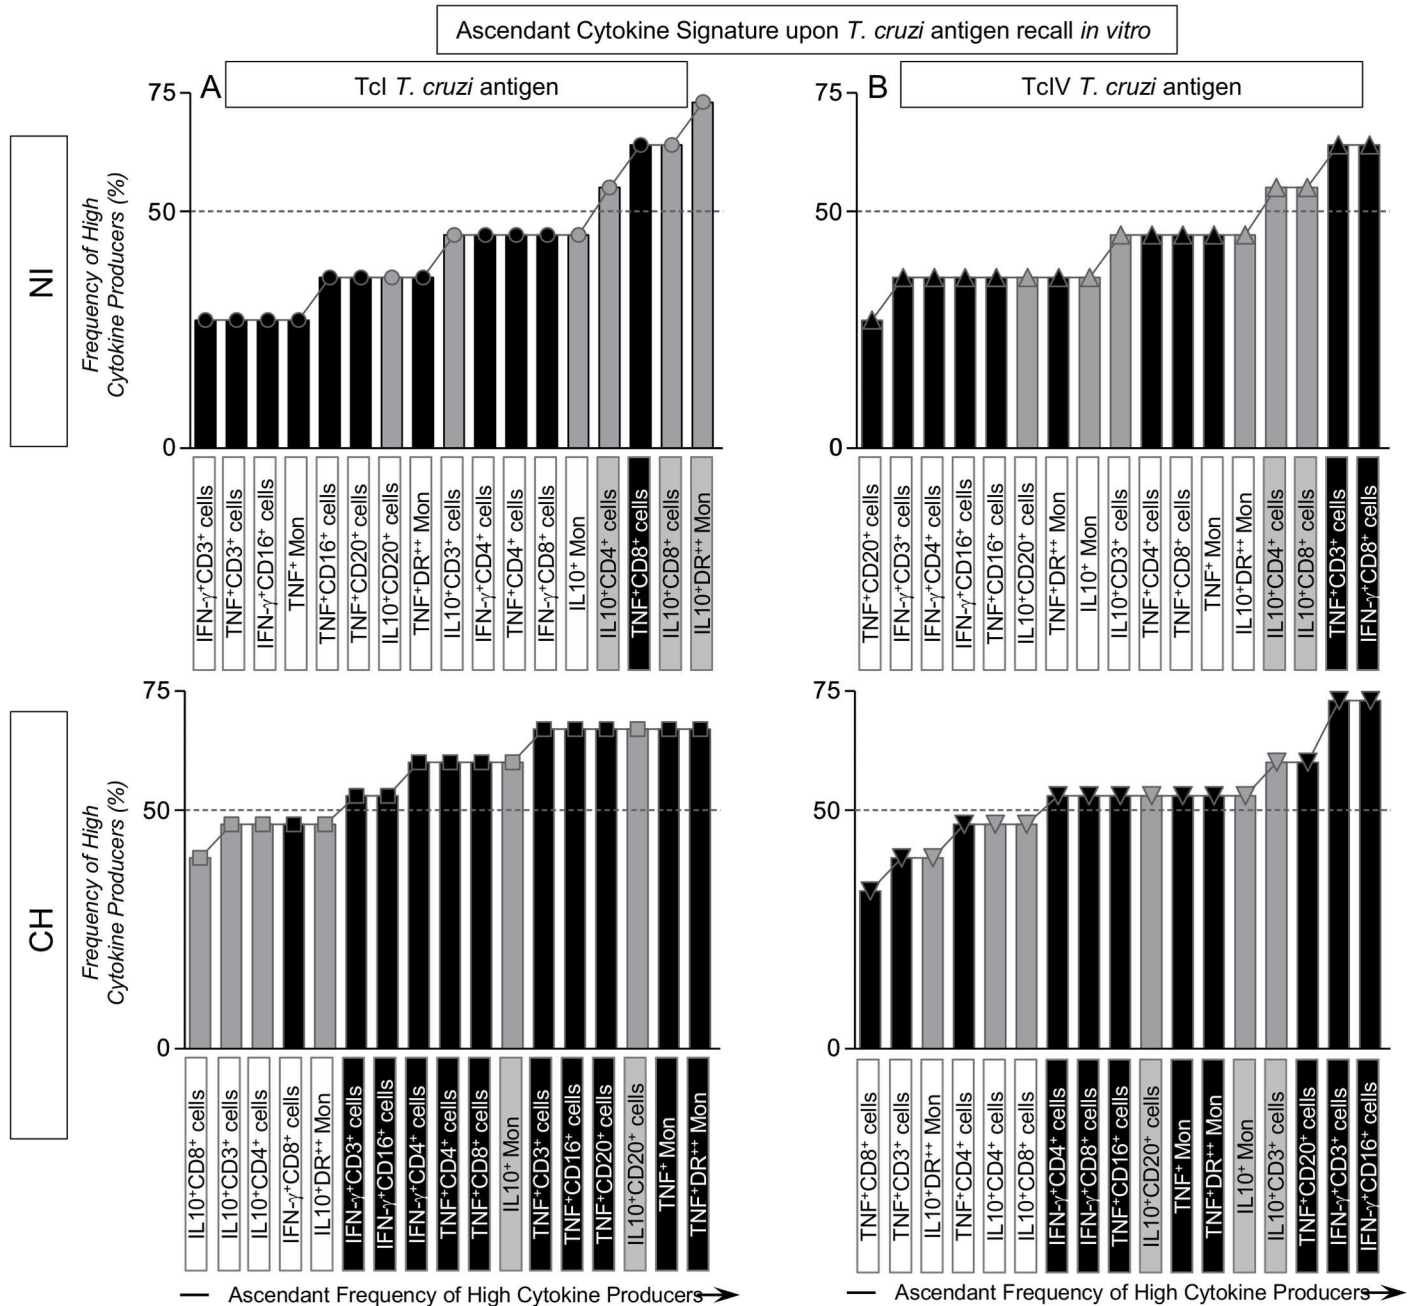 Ascendant Cytokine Signature upon T. cruzi antigen recall in vitro
A
TcI T. cruzi antigen
B
TcIV T. cruzi antigen
NI
Frequency of High
Cytokine Producers (%)
75
50
0
75
50
0
IFN-γ⁺CD3⁺ cells
TNF⁺CD3⁺ cells
IFN-γ⁺CD16⁺ cells
TNF⁺ Mon
TNF⁺CD16⁺ cells
TNF⁺CD20⁺ cells
IL10⁺CD20⁺ cells
TNF⁺DR⁺⁺ Mon
IL10⁺CD3⁺ cells
IFN-γ⁺CD4⁺ cells
TNF⁺CD4⁺ cells
IFN-γ⁺CD8⁺ cells
IL10⁺ Mon
IL10⁺CD4⁺ cells
TNF⁺CD8⁺ cells
IL10⁺CD8⁺ cells
IL10⁺DR⁺⁺ Mon
TNF⁺CD20⁺ cells
IFN-γ⁺CD3⁺ cells
IFN-γ⁺CD4⁺ cells
IFN-γ⁺CD16⁺ cells
TNF⁺CD16⁺ cells
IL10⁺CD20⁺ cells
TNF⁺DR⁺⁺ Mon
IL10⁺ Mon
IL10⁺CD3⁺ cells
TNF⁺CD4⁺ cells
TNF⁺CD8⁺ cells
TNF⁺ Mon
IL10⁺DR⁺⁺ Mon
IL10⁺CD4⁺ cells
IL10⁺CD8⁺ cells
TNF⁺CD3⁺ cells
IFN-γ⁺CD8⁺ cells
CH
Frequency of High
Cytokine Producers (%)
75
50
0
75
50
0
IL10⁺CD8⁺ cells
IL10⁺CD3⁺ cells
IL10⁺CD4⁺ cells
IFN-γ⁺CD8⁺ cells
IL10⁺DR⁺⁺ Mon
IFN-γ⁺CD3⁺ cells
IFN-γ⁺CD16⁺ cells
IFN-γ⁺CD4⁺ cells
TNF⁺CD4⁺ cells
TNF⁺CD8⁺ cells
IL10⁺ Mon
TNF⁺CD3⁺ cells
TNF⁺CD16⁺ cells
TNF⁺CD20⁺ cells
IL10⁺CD20⁺ cells
TNF⁺ Mon
TNF⁺DR⁺⁺ Mon
TNF⁺CD8⁺ cells
TNF⁺CD3⁺ cells
IL10⁺DR⁺⁺ Mon
TNF⁺CD4⁺ cells
IL10⁺CD4⁺ cells
IL10⁺CD8⁺ cells
IFN-γ⁺CD4⁺ cells
IFN-γ⁺CD8⁺ cells
TNF⁺CD16⁺ cells
IL10⁺CD20⁺ cells
TNF⁺ Mon
TNF⁺DR⁺⁺ Mon
IL10⁺ Mon
IL10⁺CD3⁺ cells
TNF⁺CD20⁺ cells
IFN-γ⁺CD3⁺ cells
IFN-γ⁺CD16⁺ cells
Ascendant Frequency of High Cytokine Producers
Ascendant Frequency of High Cytokine Producers